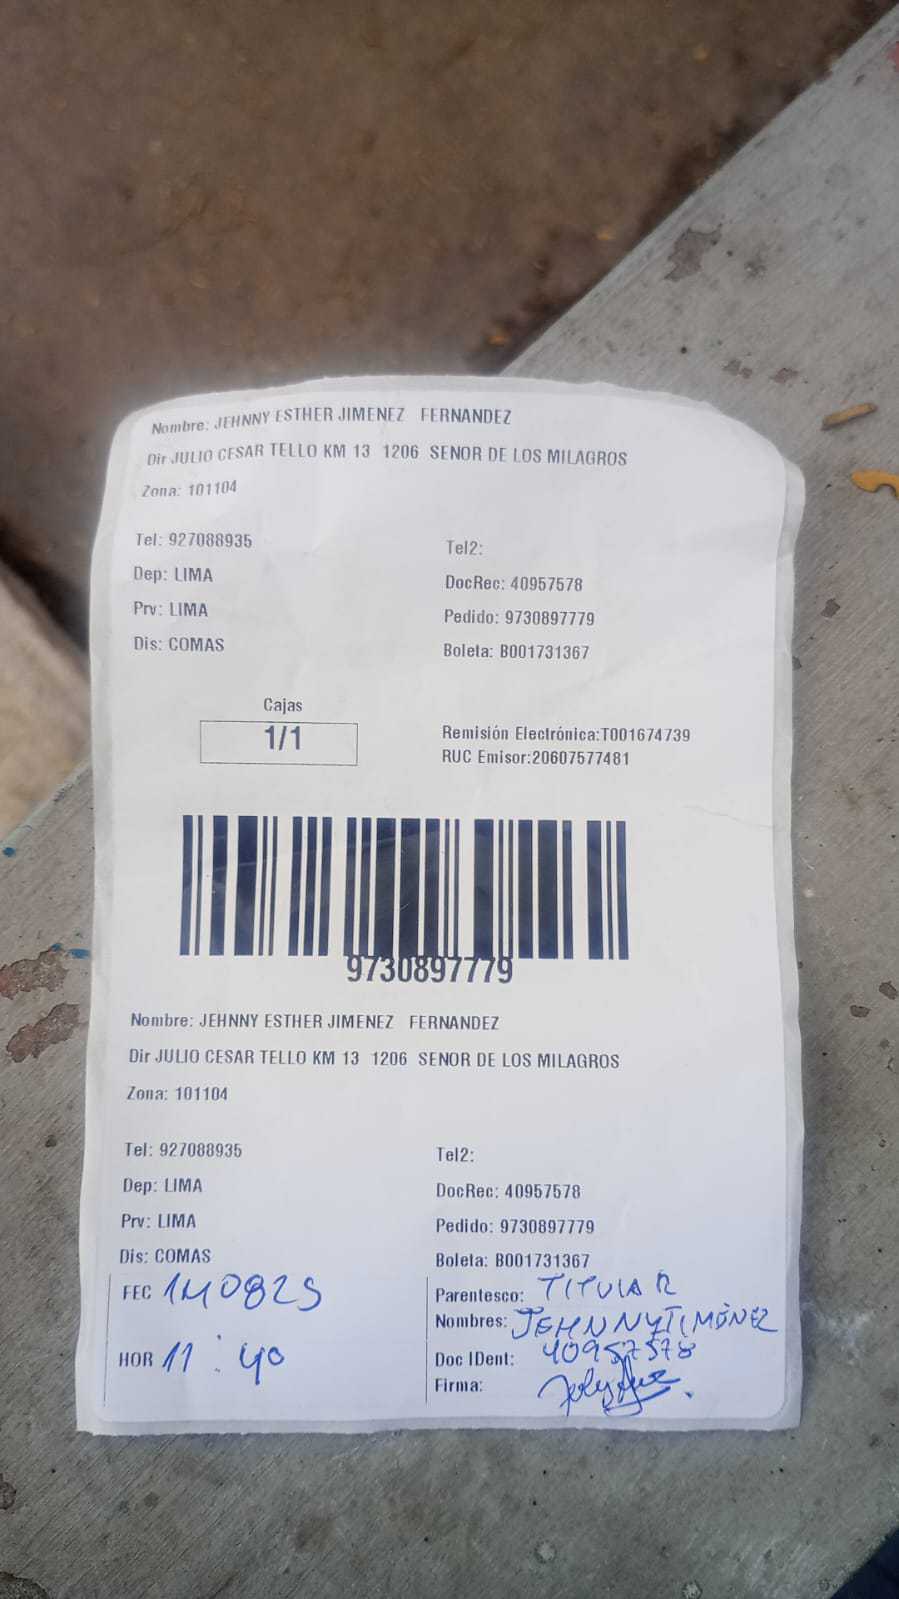 Nombre: JEHNNY ESTHER JIMENEZ FERNANDEZ
Dir JULIO CESAR TELLO KM 13 1206 SENOR DE LOS MILAGROS
Zona: 101104
Tel: 927088935 Tel2:
Dep: LIMA DocRec: 40957578
Prv: LIMA Pedido: 9730897779
Dis: COMAS Boleta: B001731367
Cajas
1/1
Remisión Electrónica:T001674739
RUC Emisor:20607577481
9730897779
Nombre: JEHNNY ESTHER JIMENEZ FERNANDEZ
Dir JULIO CESAR TELLO KM 13 1206 SENOR DE LOS MILAGROS
Zona: 101104
Tel: 927088935 Tel2:
Dep: LIMA DocRec: 40957578
Prv: LIMA Pedido: 9730897779
Dis: COMAS Boleta: B001731367
FEC 140825 Parentesco: TITULAR
Nombres: JEHNNY JIMÉNEZ
HOR 11:40 Doc IDent: 40957578
Firma: